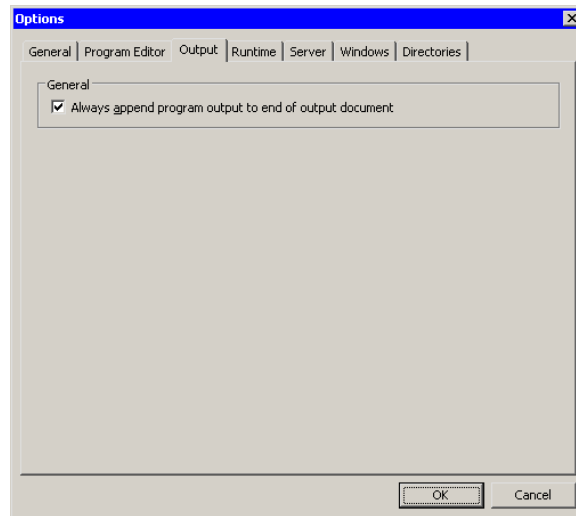 Options
General Program Editor Output Runtime Server Windows Directories
General
Always append program output to end of output document
OK Cancel